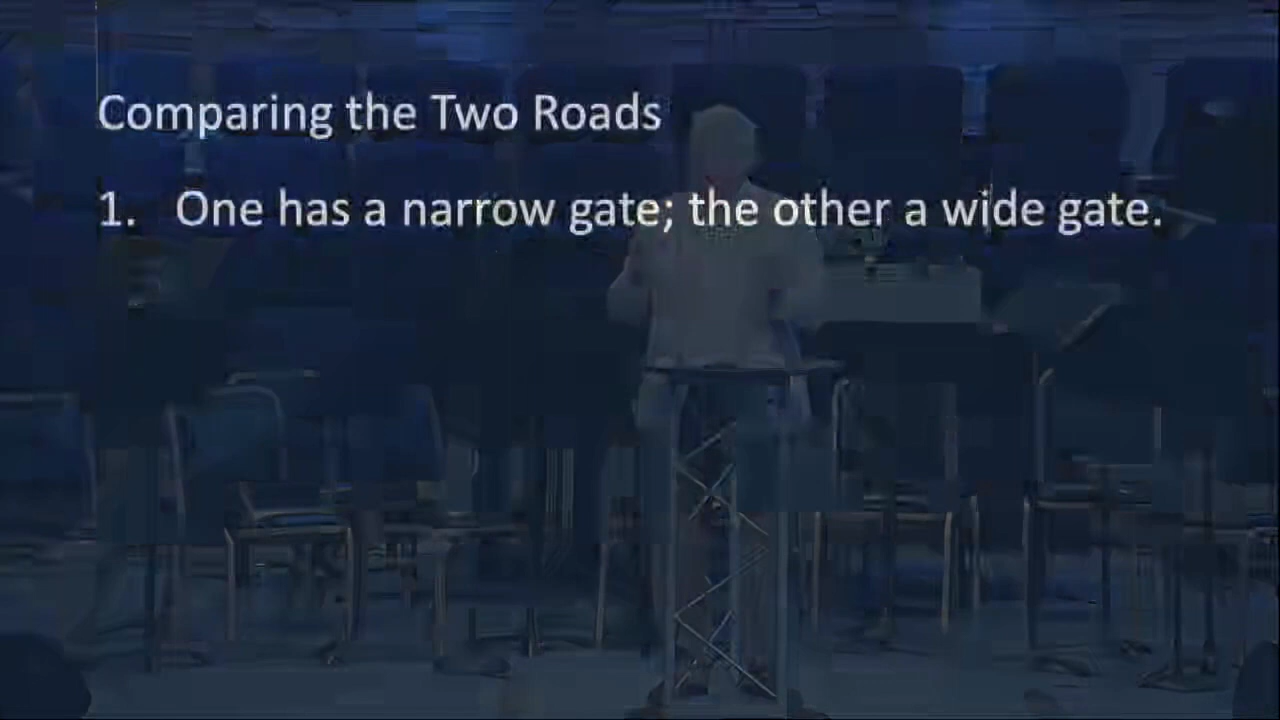 Comparing the Two Roads
1. One has a narrow gate; the other a wide gate.